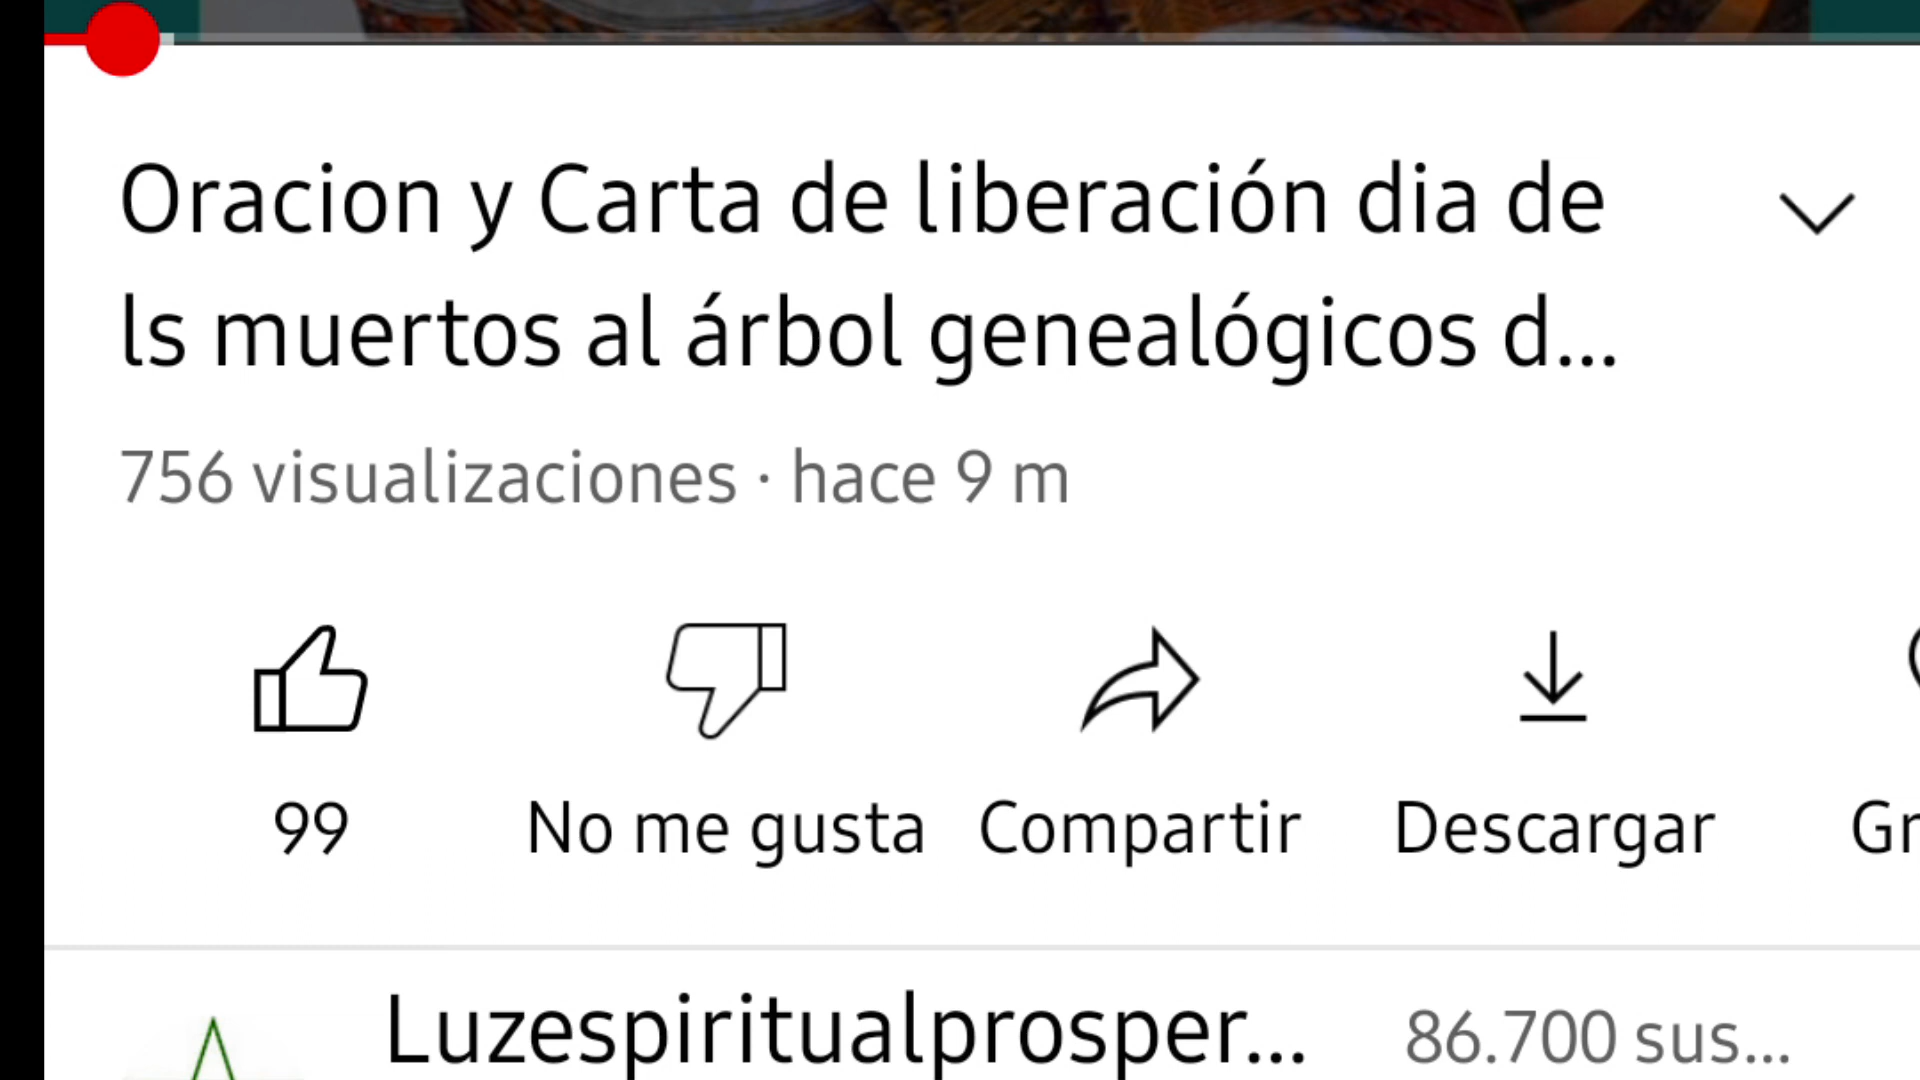 Oracion y Carta de liberación dia de
ls muertos al árbol genealógicos d...
756 visualizaciones · hace 9 m
99
No me gusta
Compartir
Descargar
Gr
Luzespiritualprosper...
86.700 sus...